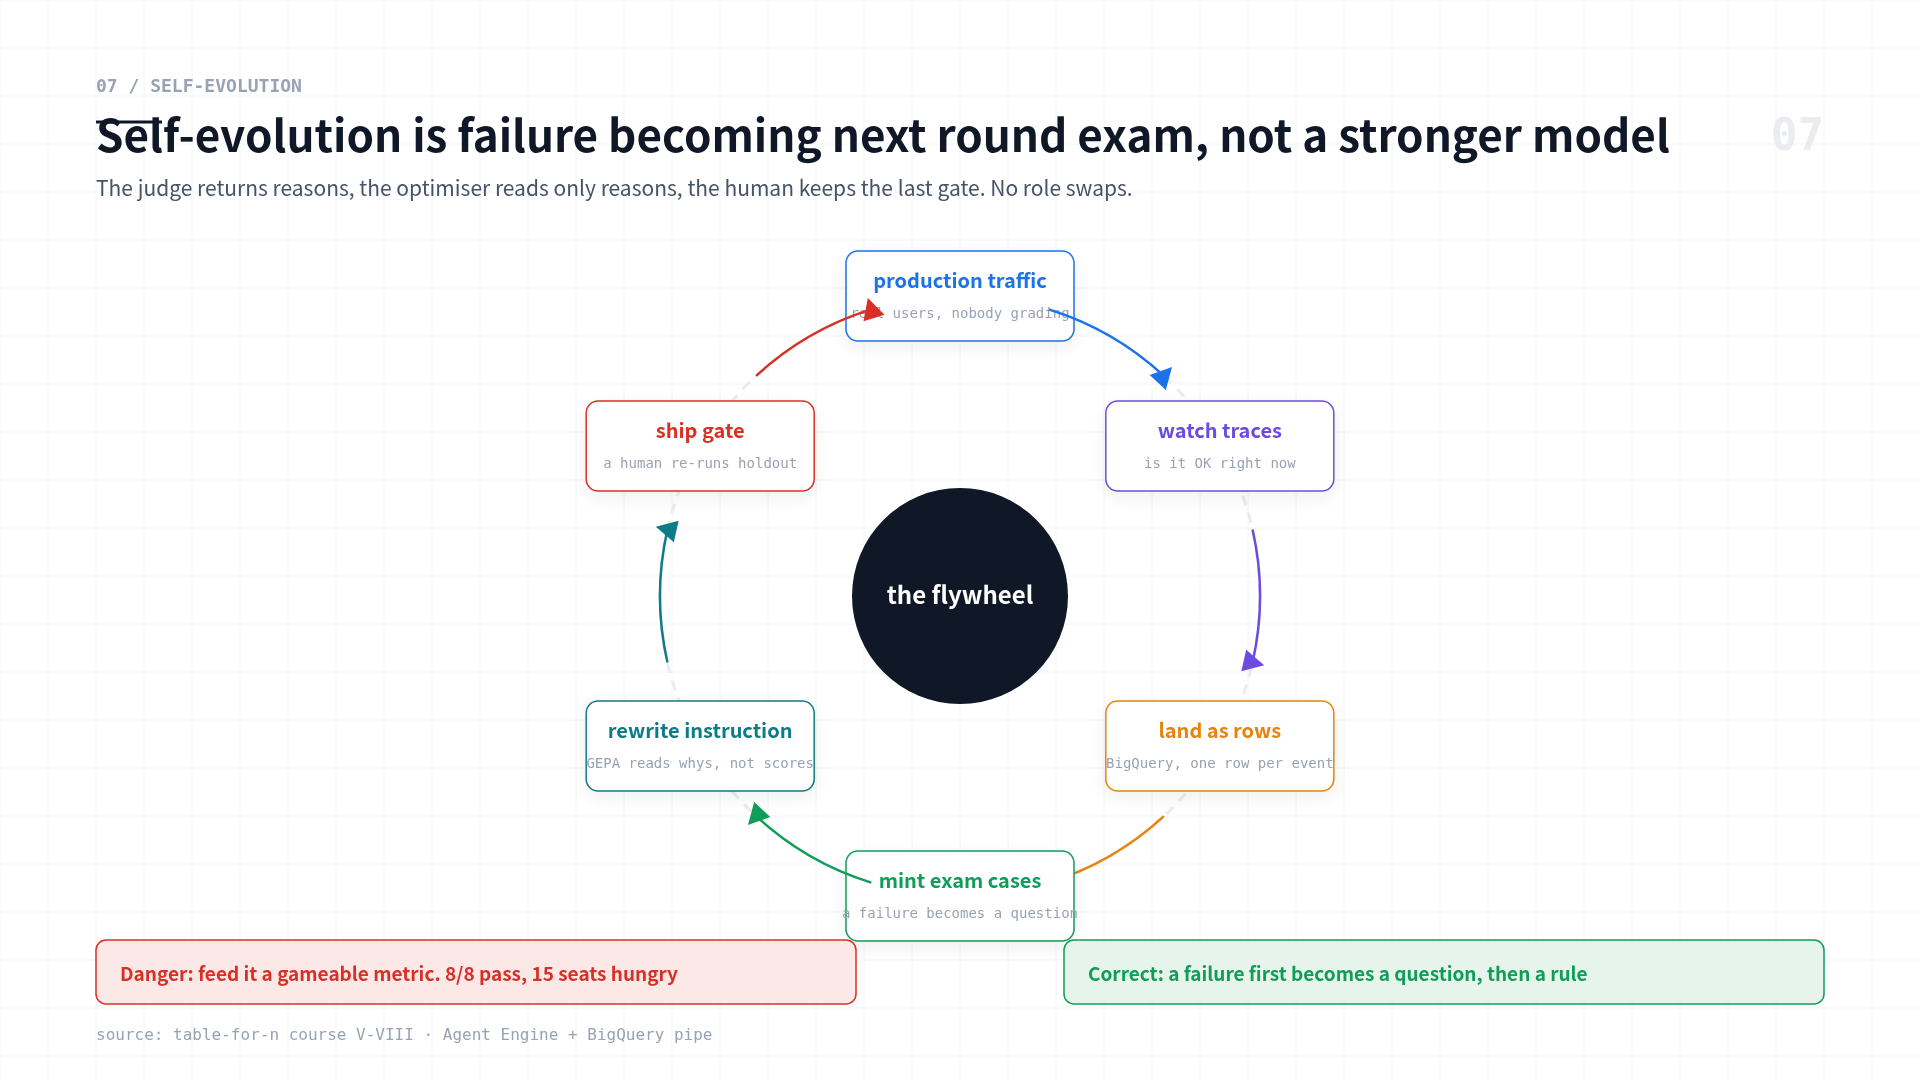 07 / SELF-EVOLUTION
Self-evolution is failure becoming next round exam, not a stronger model
07
The judge returns reasons, the optimiser reads only reasons, the human keeps the last gate. No role swaps.
production traffic
real users, nobody grading
ship gate
a human re-runs holdout
watch traces
is it OK right now
the flywheel
rewrite instruction
GEPA reads whys, not scores
land as rows
BigQuery, one row per event
mint exam cases
a failure becomes a question
Danger: feed it a gameable metric. 8/8 pass, 15 seats hungry
Correct: a failure first becomes a question, then a rule
source: table-for-n course V-VIII · Agent Engine + BigQuery pipe